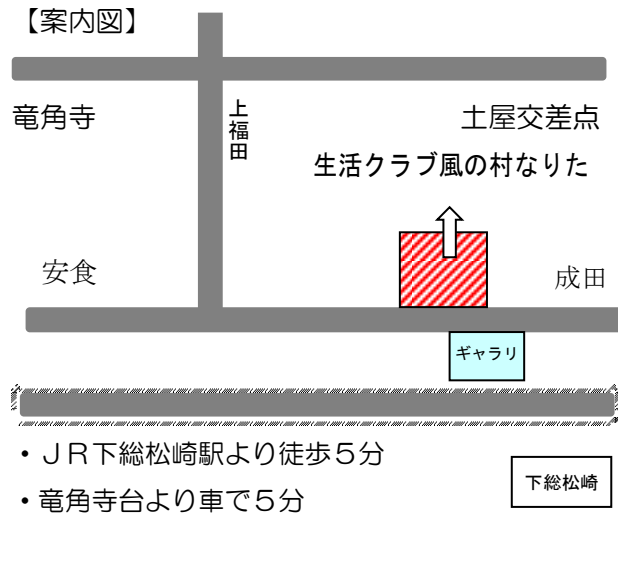 【案内図】
竜角寺
上福田
土屋交差点
生活クラブ風の村なりた
安食
成田
ギャラリ
・ＪＲ下総松崎駅より徒歩５分
・竜角寺台より車で５分
下総松崎